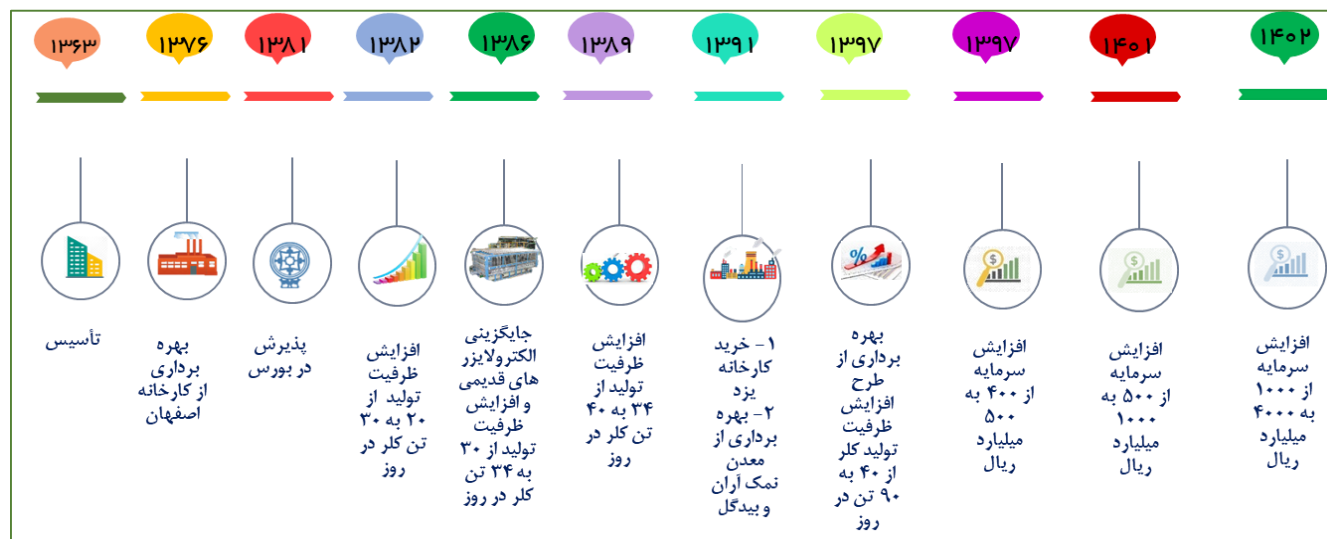 ۱۳۶۳
۱۳۷۶
۱۳۸۱
۱۳۸۲
۱۳۸۶
۱۳۸۹
۱۳۹۱
۱۳۹۷
۱۳۹۷
۱۴۰۱
۱۴۰۲
تأسیس
بهره
برداری
از کارخانه
اصفهان
پذیرش
در بورس
افزایش
ظرفیت
تولید از
۲۰ به ۳۰
تن کلر در
روز
جایگزینی
الکترولایزر
های قدیمی
و افزایش
ظرفیت
تولید از ۳۰
به ۳۴ تن
کلر در روز
افزایش
ظرفیت
تولید از
۳۴ به ۴۰
تن کلر در
روز
۱- خرید
کارخانه
یزد
۲- بهره
برداری از
معدن
نمک آران
و بیدگل
بهره
برداری از
طرح
افزایش
ظرفیت
تولید کلر
از ۴۰ به
۹۰ تن در
روز
افزایش
سرمایه
از ۴۰۰ به
۵۰۰
میلیارد
ریال
افزایش
سرمایه
از ۵۰۰ به
۱۰۰۰
میلیارد
ریال
افزایش
سرمایه
از ۱۰۰۰
به ۴۰۰۰
میلیارد
ریال